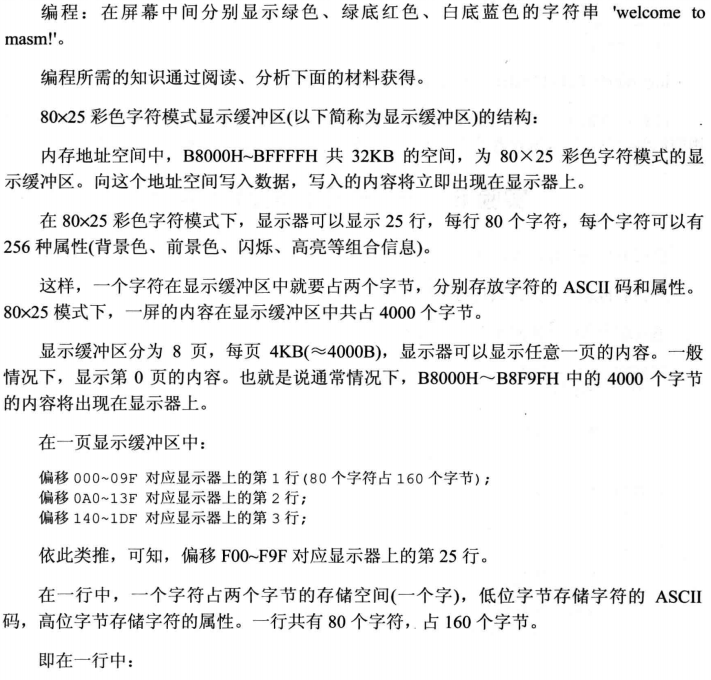 编程：在屏幕中间分别显示绿色、绿底红色、白底蓝色的字符串 'welcome to
masm!'。
编程所需的知识通过阅读、分析下面的材料获得。
80×25 彩色字符模式显示缓冲区(以下简称为显示缓冲区)的结构：
内存地址空间中，B8000H~BFFFFH 共 32KB 的空间，为 80×25 彩色字符模式的显
示缓冲区。向这个地址空间写入数据，写入的内容将立即出现在显示器上。
在 80×25 彩色字符模式下，显示器可以显示 25 行，每行 80 个字符，每个字符可以有
256 种属性(背景色、前景色、闪烁、高亮等组合信息)。
这样，一个字符在显示缓冲区中就要占两个字节，分别存放字符的 ASCII 码和属性。
80×25 模式下，一屏的内容在显示缓冲区中共占 4000 个字节。
显示缓冲区分为 8 页，每页 4KB(≈4000B)，显示器可以显示任意一页的内容。一般
情况下，显示第 0 页的内容。也就是说通常情况下，B8000H～B8F9FH 中的 4000 个字节
的内容将出现在显示器上。
在一页显示缓冲区中：
偏移 000~09F 对应显示器上的第 1 行(80 个字符占 160 个字节)；
偏移 0A0~13F 对应显示器上的第 2 行；
偏移 140~1DF 对应显示器上的第 3 行；
依此类推，可知，偏移 F00~F9F 对应显示器上的第 25 行。
在一行中，一个字符占两个字节的存储空间(一个字)，低位字节存储字符的 ASCII
码，高位字节存储字符的属性。一行共有 80 个字符，占 160 个字节。
即在一行中：